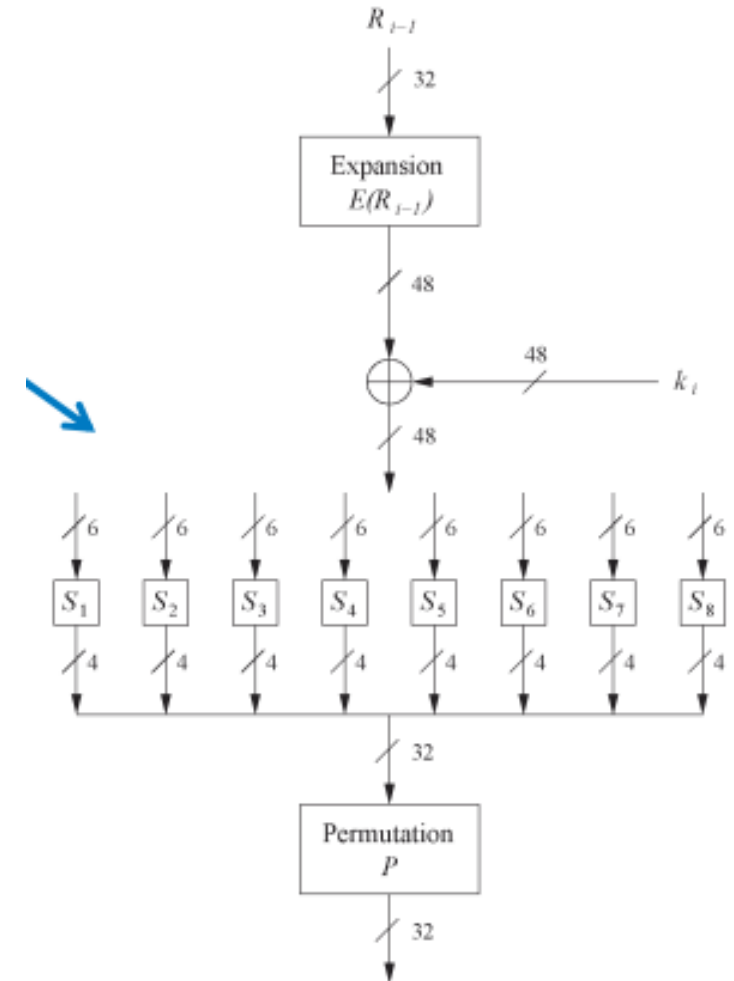 R i−1
32
Expansion
E(R i−1)
48
48
k i
48
6 6 6 6 6 6 6 6
S1 S2 S3 S4 S5 S6 S7 S8
4 4 4 4 4 4 4 4
32
Permutation
P
32